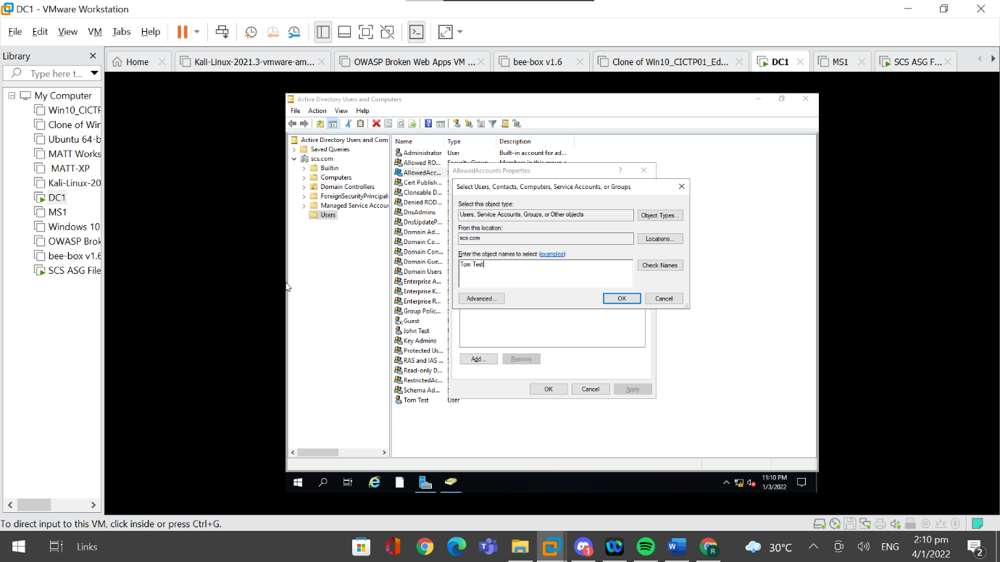 DC1 - VMware Workstation
File Edit View VM Tabs Help
Library
Type here t...
Home
Kali-Linux-2021.3-vmware-am...
OWASP Broken Web Apps VM ...
bee-box v1.6
Clone of Win10_CICTP01_Ed...
DC1
MS1
SCS ASG F...
My Computer
Win10_CICTF
Clone of Wir
Ubuntu 64-b
MATT Works
MATT-XP
Kali-Linux-20
DC1
MS1
Windows 10
OWASP Brok
bee-box v1.6
SCS ASG File
Active Directory Users and Computers
File Action View Help
Active Directory Users and Com
Saved Queries
scs.com
Builtin
Computers
Domain Controllers
ForeignSecurityPrincipals
Managed Service Accour
Users
Name Type Description
Administrator User Built-in account for ad...
Allowed RO... Security Group Members in this group c...
AllowedAcc...
Cert Publish...
Cloneable D...
Denied ROD...
DnsAdmins
DnsUpdateP...
Domain Ad...
Domain Co...
Domain Con...
Domain Gue...
Domain Users
Enterprise A...
Enterprise K...
Enterprise R...
Group Polic...
Guest
John Test
Key Admins
Protected Us...
RAS and IAS ...
Read-only D...
RestrictedAc...
Schema Ad...
Tom Test User
AllowedAccounts Properties
Select Users, Contacts, Computers, Service Accounts, or Groups
Select this object type:
Users, Service Accounts, Groups, or Other objects
Object Types...
From this location:
scs.com
Locations...
Enter the object names to select (examples):
Tom Test
Check Names
Advanced...
OK
Cancel
Add...
Remove
OK
Cancel
Apply
11:10 PM
1/3/2022
To direct input to this VM, click inside or press Ctrl+G.
Links
1
30°C
ENG
2:10 pm
4/1/2022
2